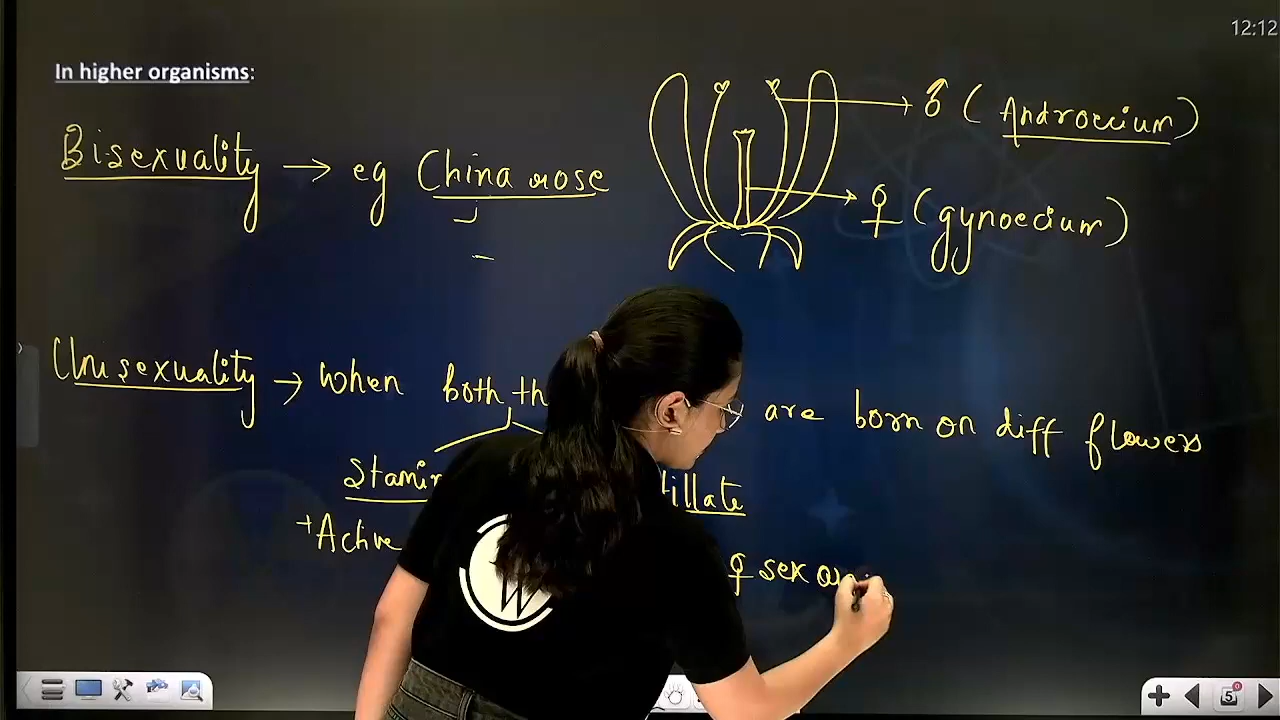 12:12
In higher organisms:
Bisexuality → eg China rose
♂ (Androecium)
♀ (gynoecium)
Unisexuality → When both th are born on diff flowers
Stamin illate
+Active ♀ sex
W
5